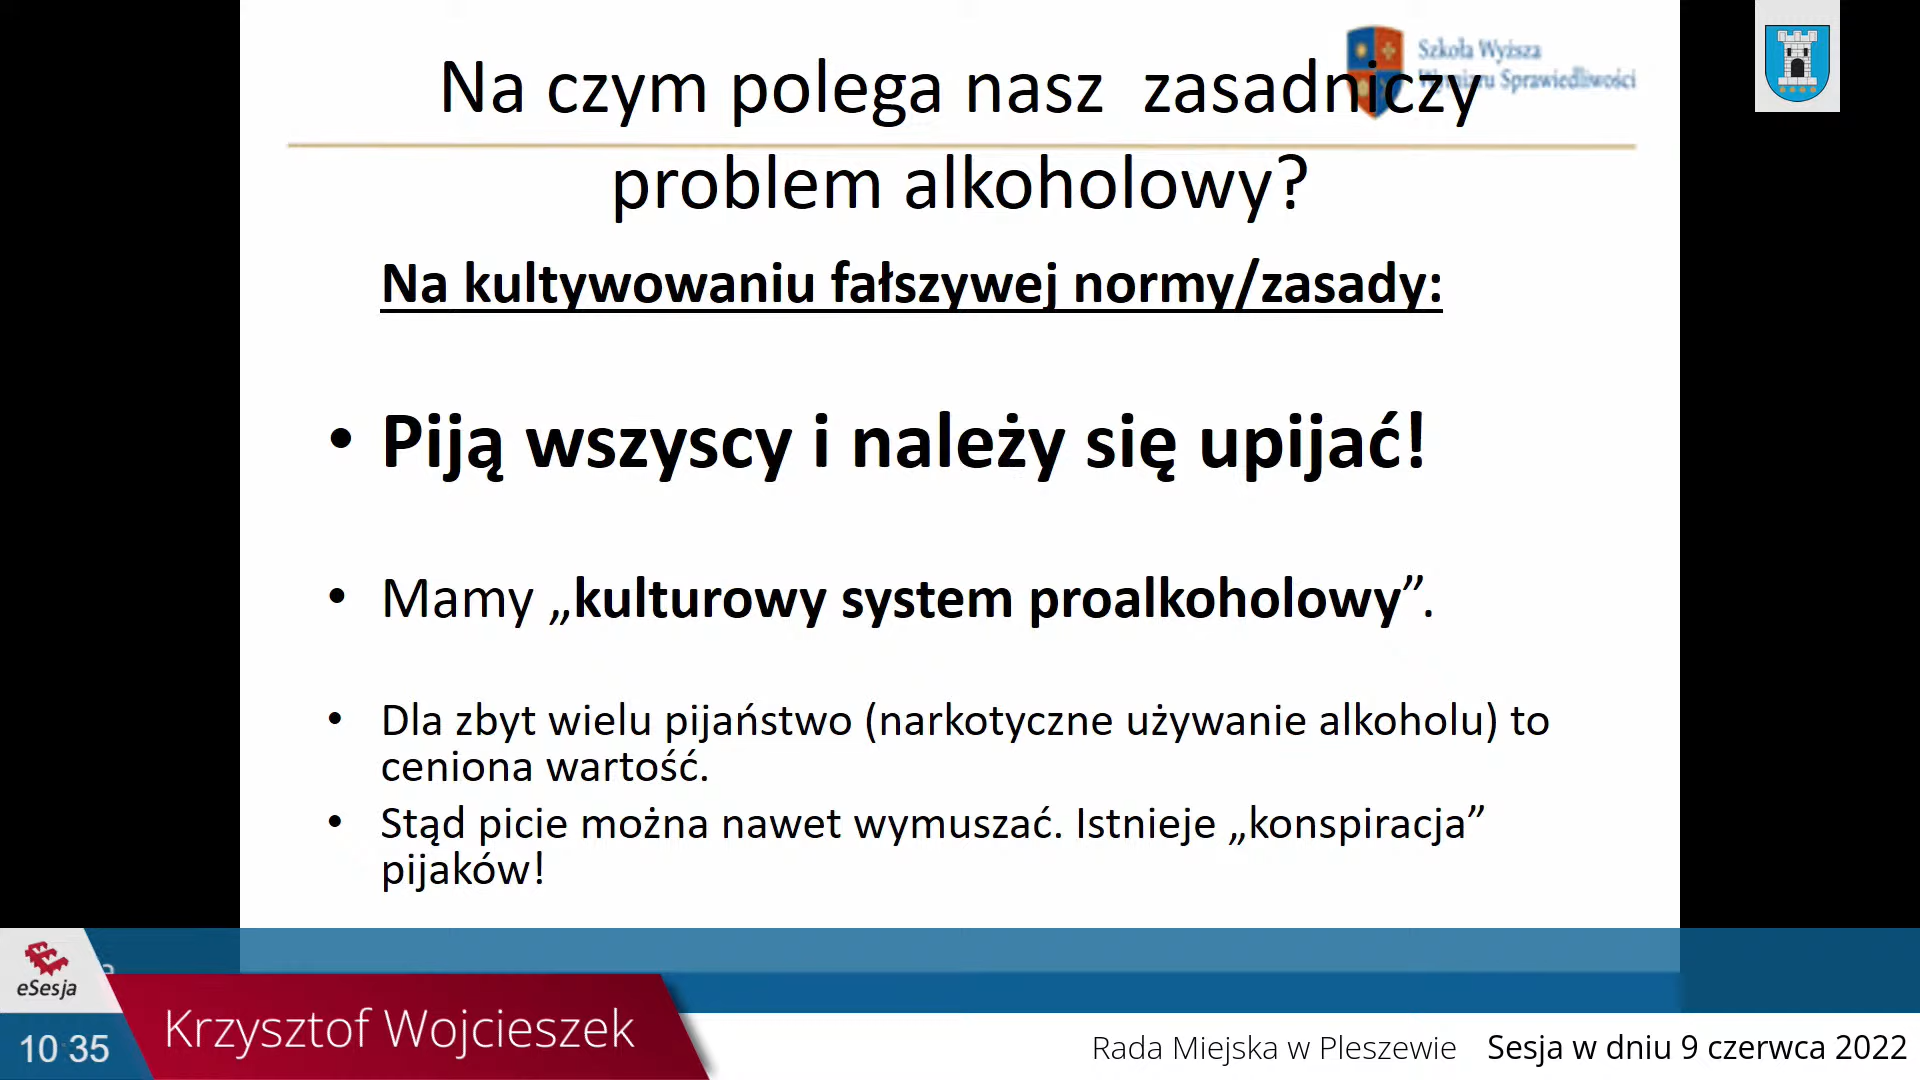 Szkoła Wyższa
Wymiaru Sprawiedliwości
Na czym polega nasz zasadniczy
problem alkoholowy?
Na kultywowaniu fałszywej normy/zasady:
• Piją wszyscy i należy się upijać!
• Mamy „kulturowy system proalkoholowy”.
• Dla zbyt wielu pijaństwo (narkotyczne używanie alkoholu) to
ceniona wartość.
• Stąd picie można nawet wymuszać. Istnieje „konspiracja”
pijaków!
eSesja
10:35
Krzysztof Wojcieszek
Rada Miejska w Pleszewie Sesja w dniu 9 czerwca 2022